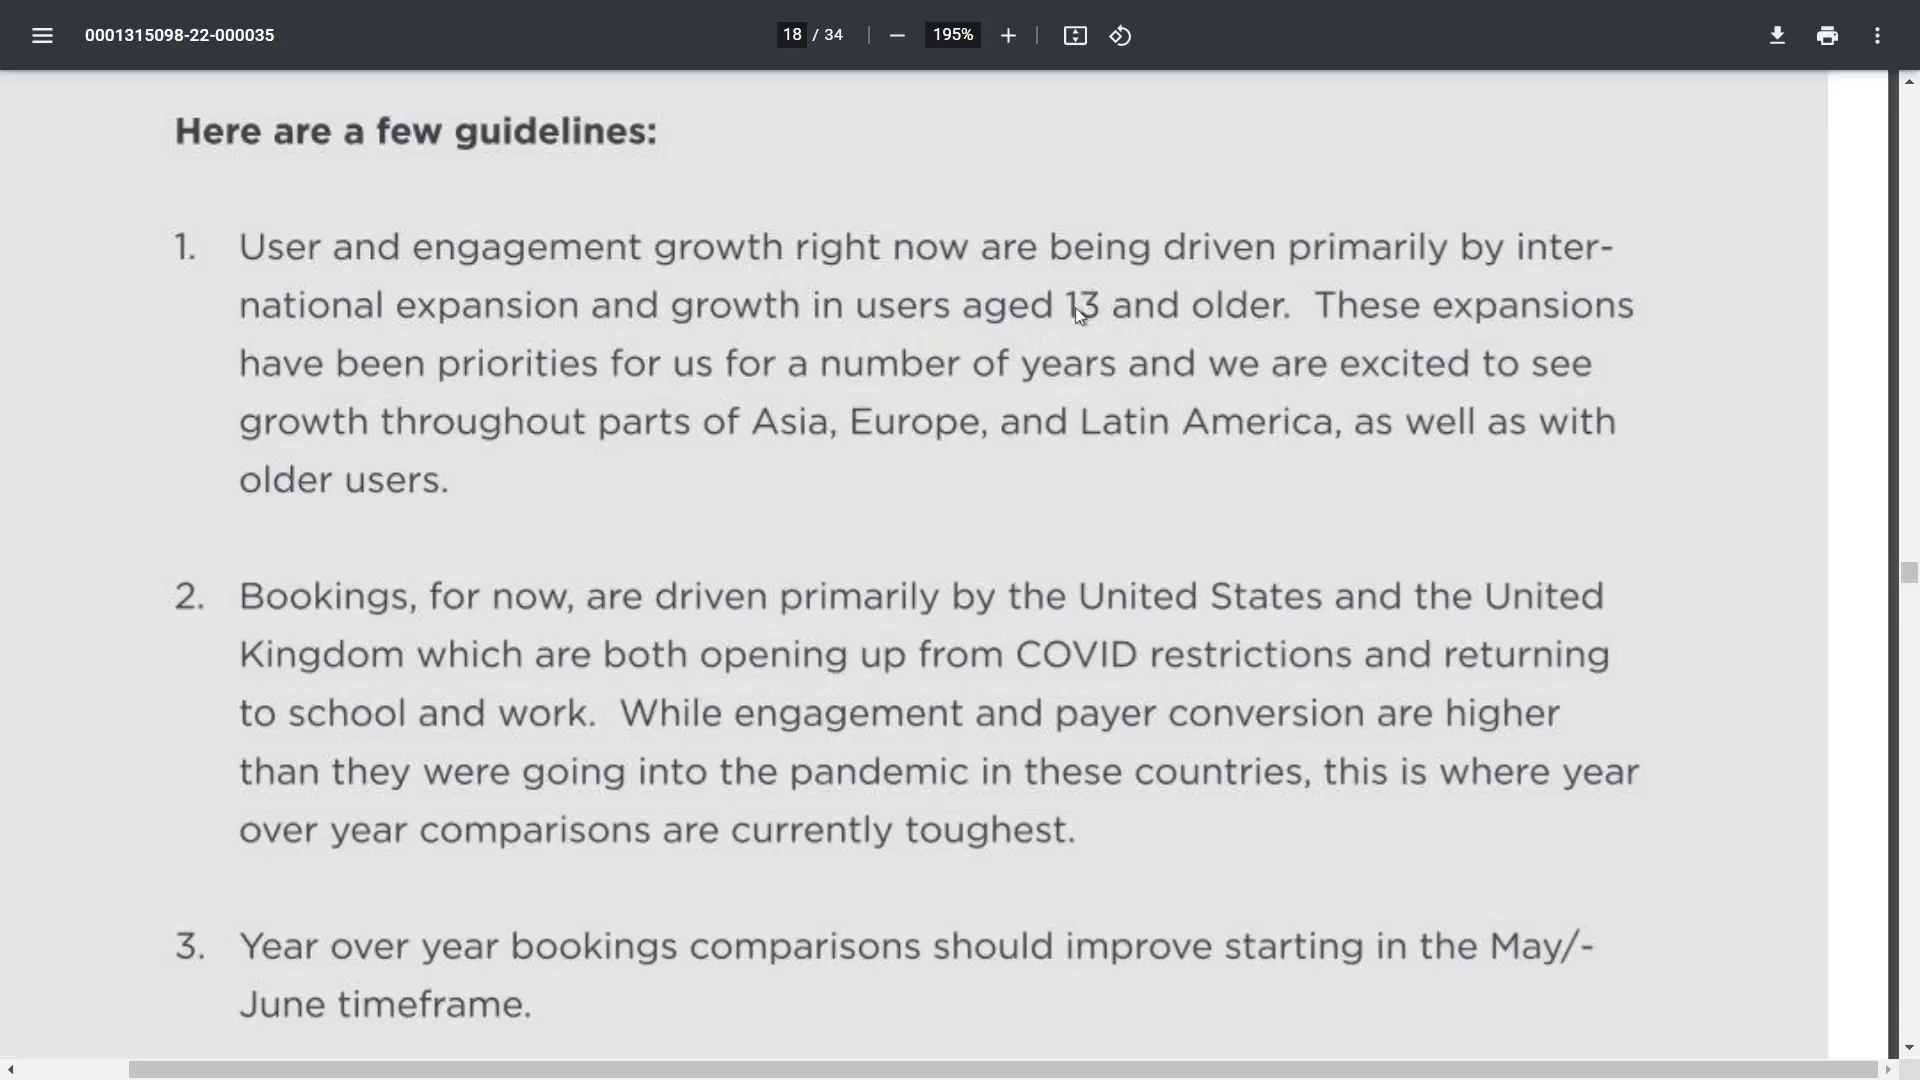 0001315098-22-000035
18 / 34
195%
Here are a few guidelines:
1. User and engagement growth right now are being driven primarily by inter-
national expansion and growth in users aged 13 and older. These expansions
have been priorities for us for a number of years and we are excited to see
growth throughout parts of Asia, Europe, and Latin America, as well as with
older users.
2. Bookings, for now, are driven primarily by the United States and the United
Kingdom which are both opening up from COVID restrictions and returning
to school and work. While engagement and payer conversion are higher
than they were going into the pandemic in these countries, this is where year
over year comparisons are currently toughest.
3. Year over year bookings comparisons should improve starting in the May/-
June timeframe.